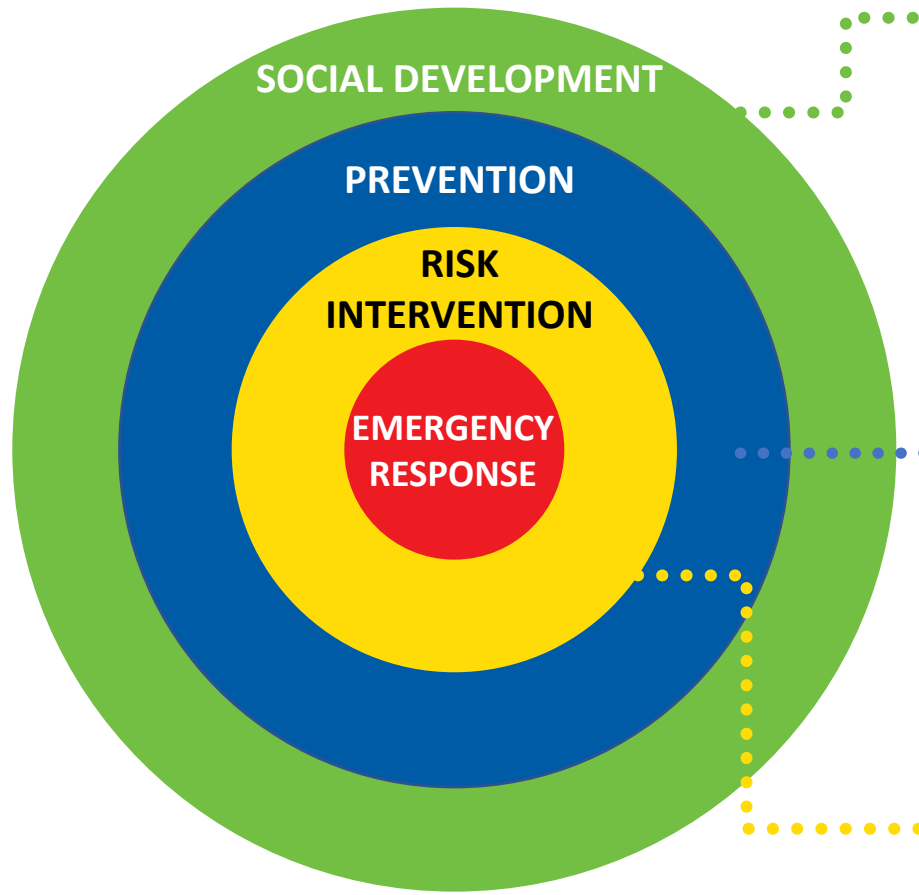 SOCIAL DEVELOPMENT
PREVENTION
RISK
INTERVENTION
EMERGENCY
RESPONSE